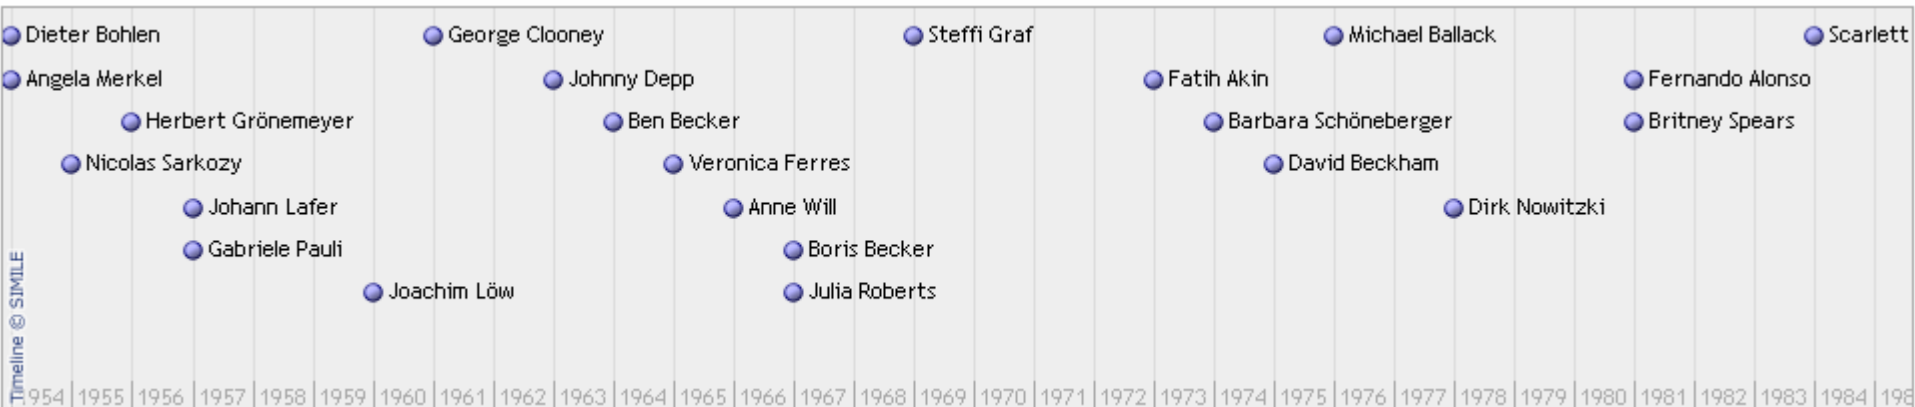 Dieter Bohlen George Clooney Steffi Graf Michael Ballack Scarlett
Angela Merkel Johnny Depp Fatih Akin Fernando Alonso
Herbert Grönemeyer Ben Becker Barbara Schöneberger Britney Spears
Nicolas Sarkozy Veronica Ferres David Beckham
Johann Lafer Anne Will Dirk Nowitzki
Gabriele Pauli Boris Becker
Joachim Löw Julia Roberts
Timeline © SIMILE
1954 1955 1956 1957 1958 1959 1960 1961 1962 1963 1964 1965 1966 1967 1968 1969 1970 1971 1972 1973 1974 1975 1976 1977 1978 1979 1980 1981 1982 1983 1984 198